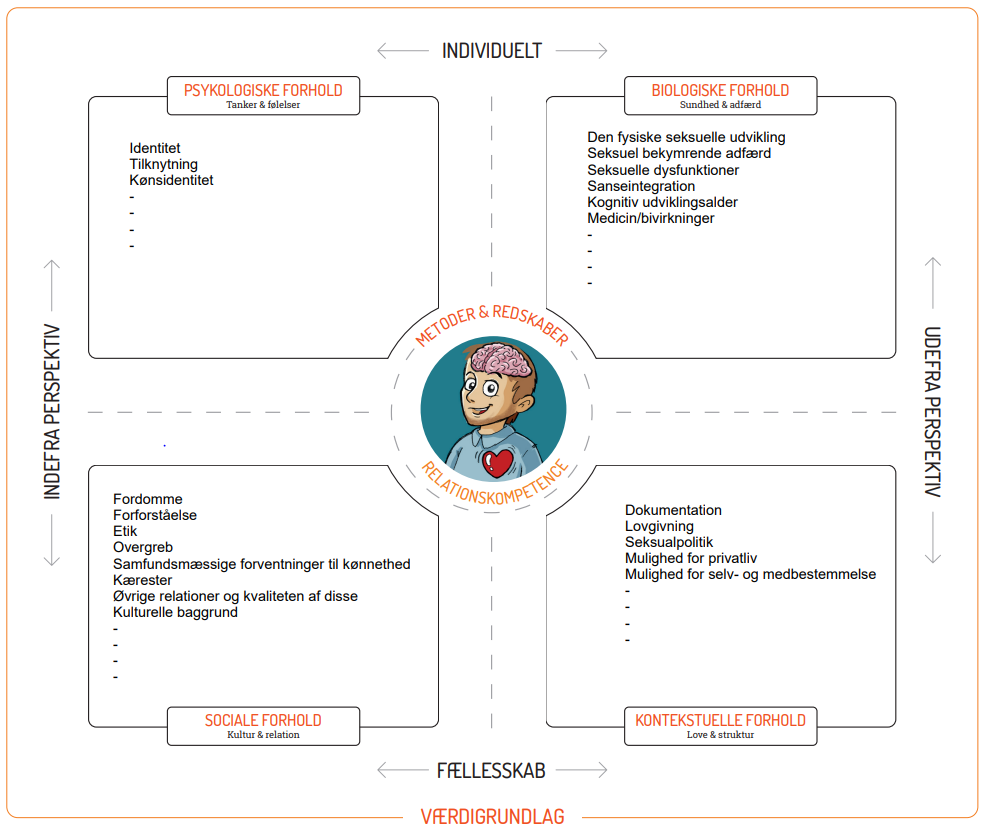 INDIVIDUELT
PSYKOLOGISKE FORHOLD
Tanker & følelser
Identitet
Tilknytning
Kønsidentitet
-
-
-
-
BIOLOGISKE FORHOLD
Sundhed & adfærd
Den fysiske seksuelle udvikling
Seksuel bekymrende adfærd
Seksuelle dysfunktioner
Sanseintegration
Kognitiv udviklingsalder
Medicin/bivirkninger
-
-
-
-
INDEFRA PERSPEKTIV
METODER & REDSKABER
RELATIONSKOMPETENCE
UDEFRA PERSPEKTIV
Fordomme
Forforståelse
Etik
Overgreb
Samfundsmæssige forventninger til kønnethed
Kærester
Øvrige relationer og kvaliteten af disse
Kulturelle baggrund
-
-
-
-
SOCIALE FORHOLD
Kultur & relation
Dokumentation
Lovgivning
Seksualpolitik
Mulighed for privatliv
Mulighed for selv- og medbestemmelse
-
-
-
-
KONTEKSTUELLE FORHOLD
Love & struktur
FÆLLESSKAB
VÆRDIGRUNDLAG